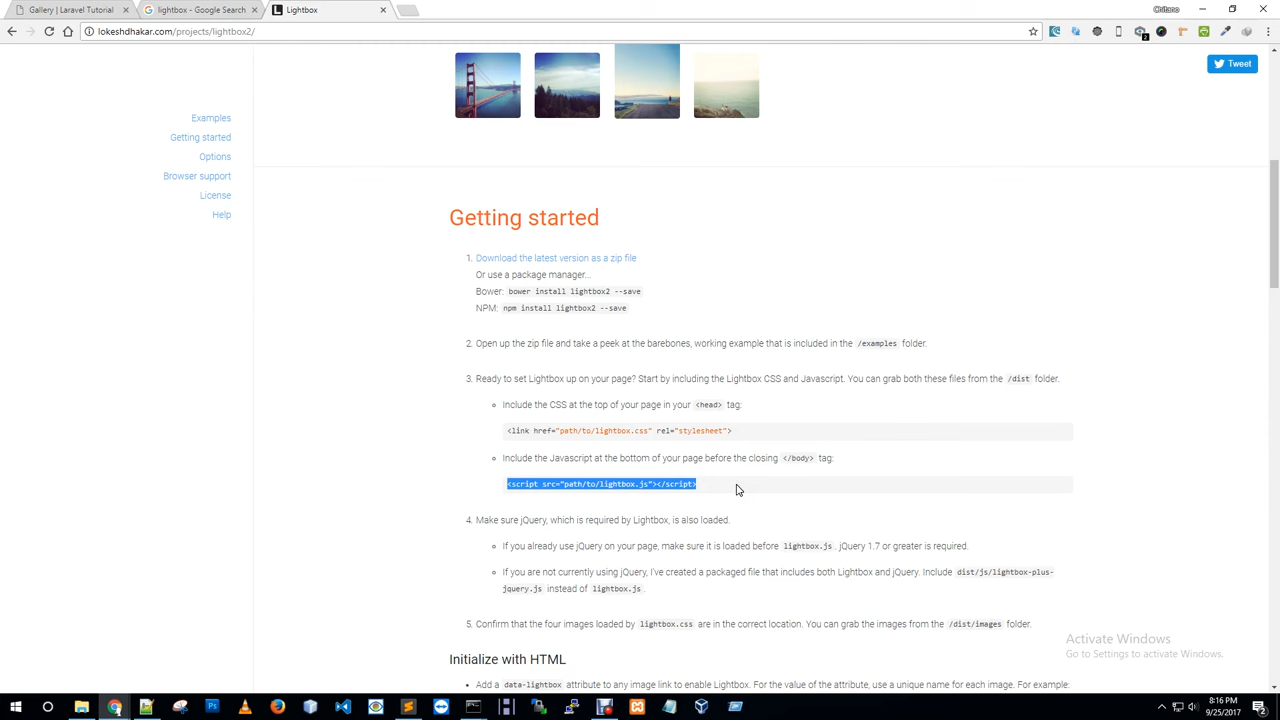 Gallery | Laravel Tutorial
lightbox - Google Search
Lightbox
Chitano
lokeshdhakar.com/projects/lightbox2/
2
Tweet
Examples
Getting started
Options
Browser support
License
Help
Getting started
1. Download the latest version as a zip file
Or use a package manager...
Bower: bower install lightbox2 --save
NPM: npm install lightbox2 --save
2. Open up the zip file and take a peek at the barebones, working example that is included in the /examples folder.
3. Ready to set Lightbox up on your page? Start by including the Lightbox CSS and Javascript. You can grab both these files from the /dist folder.
Include the CSS at the top of your page in your <head> tag:
<link href="path/to/lightbox.css" rel="stylesheet">
Include the Javascript at the bottom of your page before the closing </body> tag:
<script src="path/to/lightbox.js"></script>
4. Make sure jQuery, which is required by Lightbox, is also loaded.
If you already use jQuery on your page, make sure it is loaded before lightbox.js. jQuery 1.7 or greater is required.
If you are not currently using jQuery, I've created a packaged file that includes both Lightbox and jQuery. Include dist/js/lightbox-plus-
jquery.js instead of lightbox.js.
5. Confirm that the four images loaded by lightbox.css are in the correct location. You can grab the images from the /dist/images folder.
Activate Windows
Go to Settings to activate Windows.
Initialize with HTML
Add a data-lightbox attribute to any image link to enable Lightbox. For the value of the attribute, use a unique name for each image. For example:
8:16 PM
9/25/2017
2